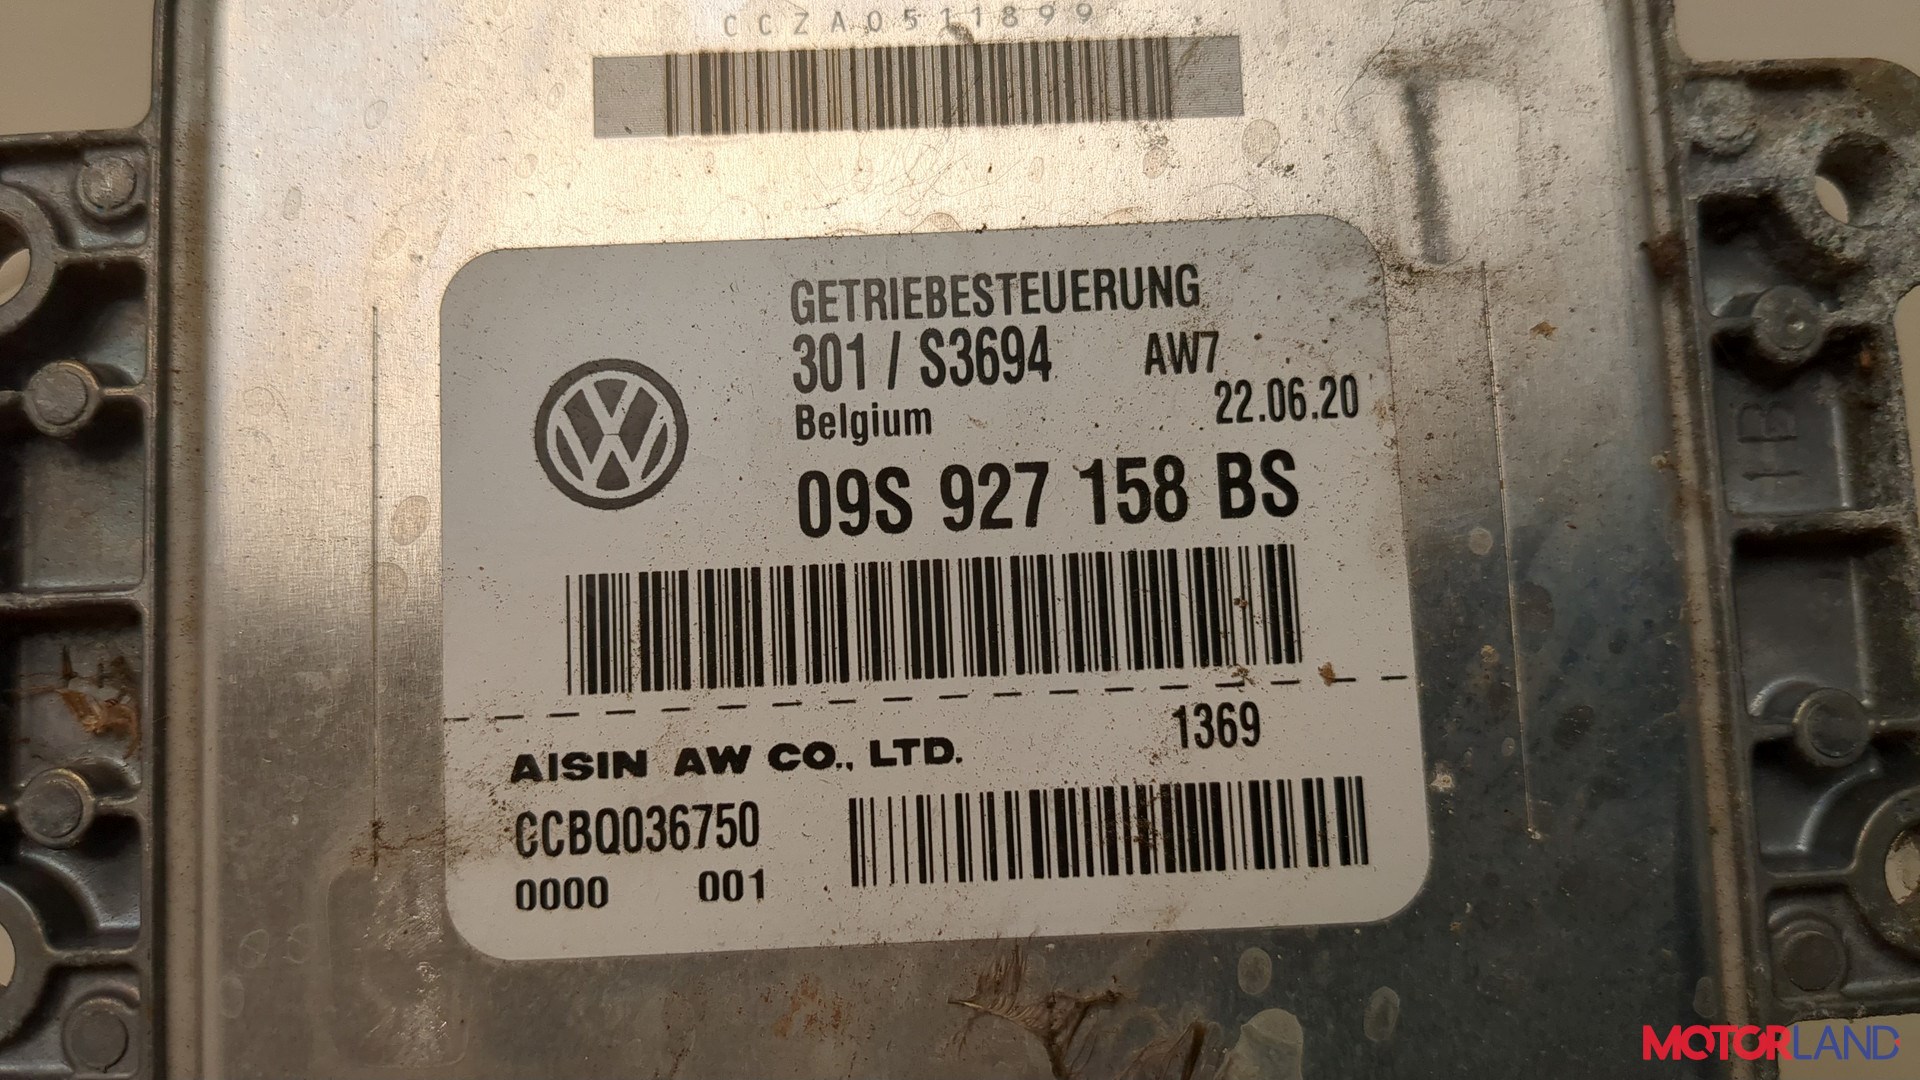 CCZA0511899
GETRIEBESTEUERUNG
301 / S3694 AW7
Belgium 22.06.20
09S 927 158 BS
1369
AISIN AW CO., LTD.
CCBQ036750
0000 001
1B
MOTORLAND